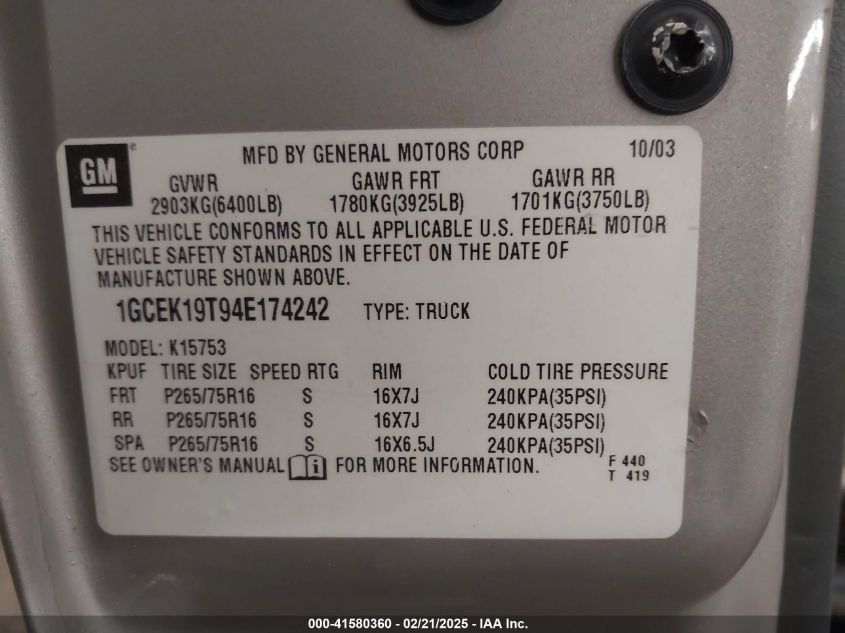 GM ®
MFD BY GENERAL MOTORS CORP 10/03
GVWR GAWR FRT GAWR RR
2903KG(6400LB) 1780KG(3925LB) 1701KG(3750LB)
THIS VEHICLE CONFORMS TO ALL APPLICABLE U.S. FEDERAL MOTOR
VEHICLE SAFETY STANDARDS IN EFFECT ON THE DATE OF
MANUFACTURE SHOWN ABOVE.
1GCEK19T94E174242 TYPE: TRUCK
MODEL: K15753
KPUF TIRE SIZE SPEED RTG RIM COLD TIRE PRESSURE
FRT P265/75R16 S 16X7J 240KPA(35PSI)
RR P265/75R16 S 16X7J 240KPA(35PSI)
SPA P265/75R16 S 16X6.5J 240KPA(35PSI)
SEE OWNER'S MANUAL i FOR MORE INFORMATION. F 440
T 419
000-41580360 - 02/21/2025 - IAA Inc.